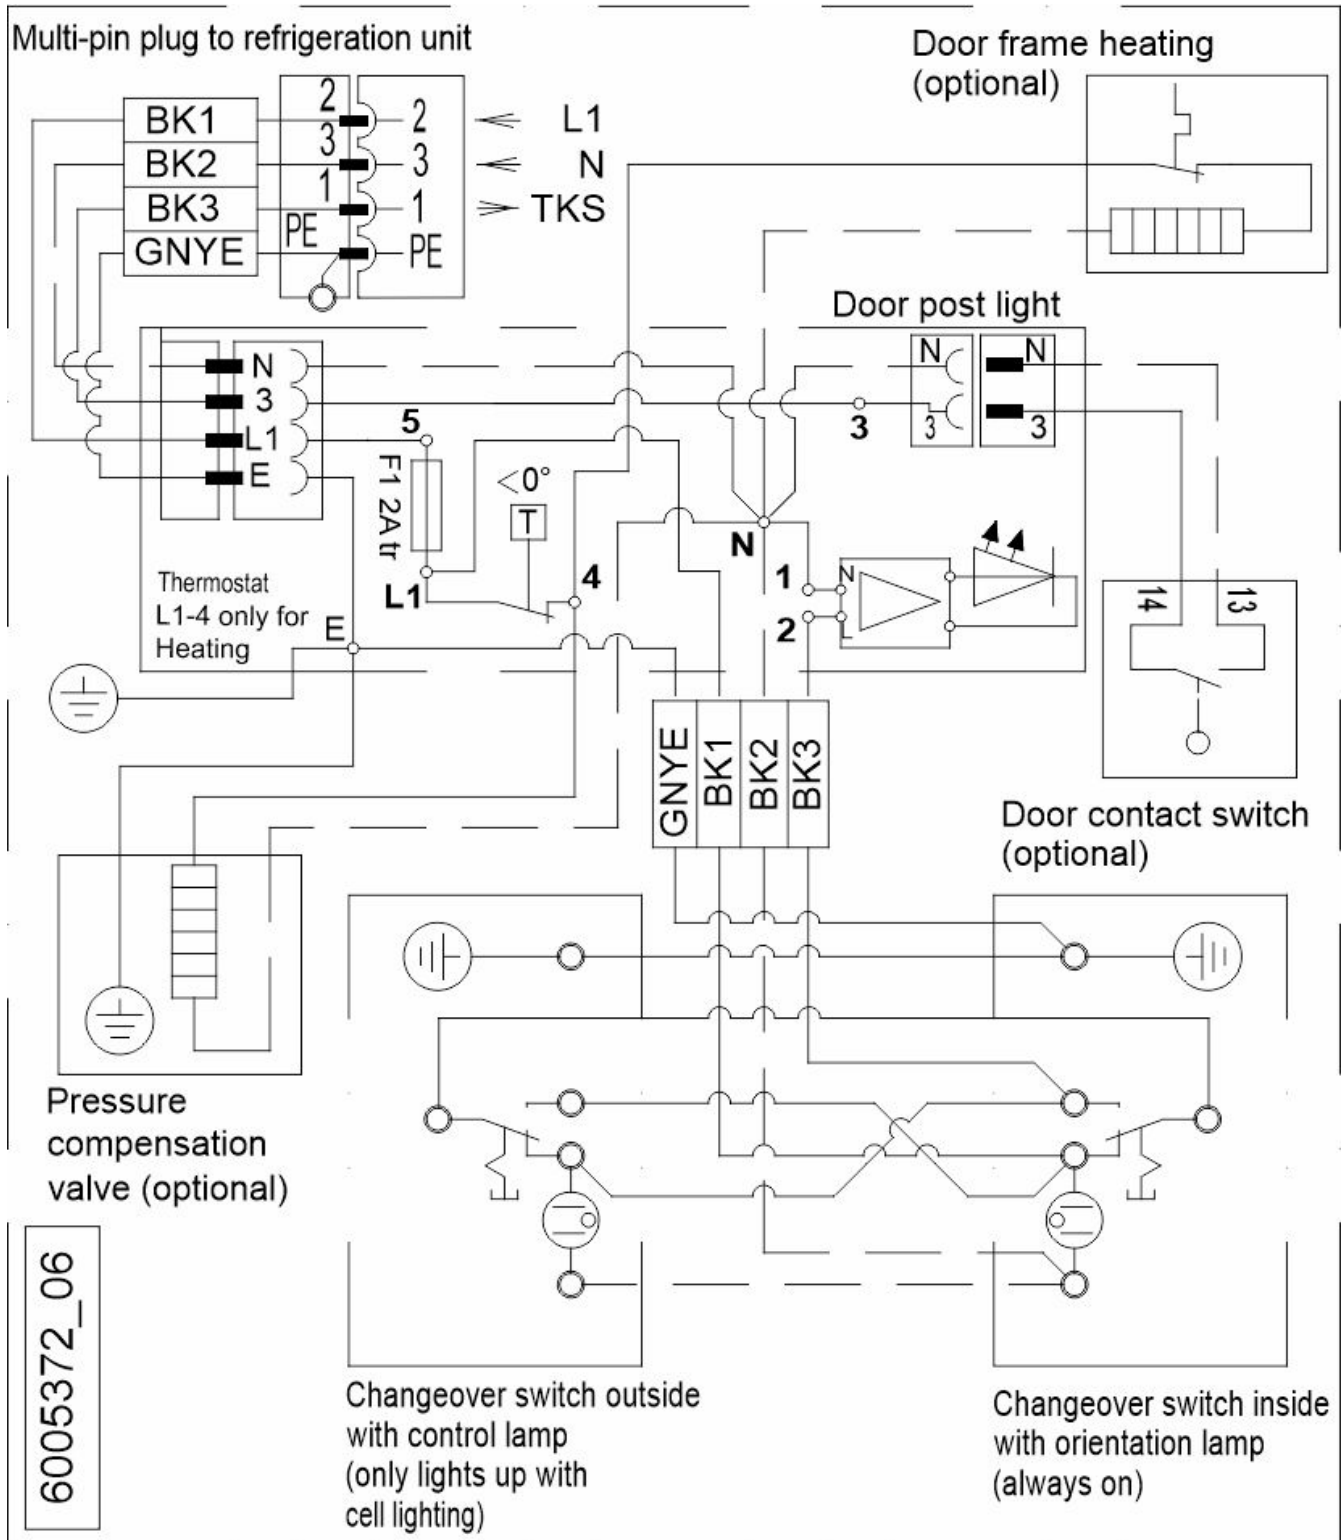 Multi-pin plug to refrigeration unit
Door frame heating
(optional)
BK1
BK2
BK3
GNYE
2
3
1
PE
2
3
1
PE
L1
N
TKS
Door post light
N
3
L1
E
5
F1 2A tr
<0°
T
L1
4
N
3
N
3
N
3
N
1
2
N
L
Thermostat
L1-4 only for
Heating
E
14
13
GNYE
BK1
BK2
BK3
Door contact switch
(optional)
Pressure
compensation
valve (optional)
6005372_06
Changeover switch outside
with control lamp
(only lights up with
cell lighting)
Changeover switch inside
with orientation lamp
(always on)